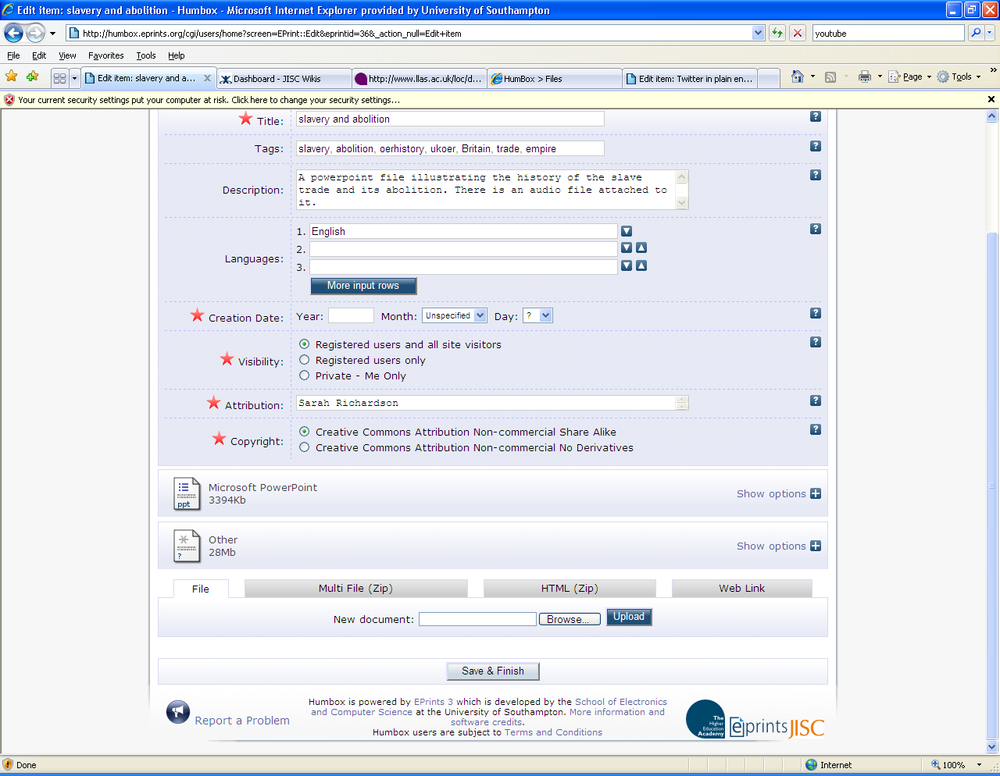 Edit item: slavery and abolition - Humbox - Microsoft Internet Explorer provided by University of Southampton
http://humbox.eprints.org/cgi/users/home?screen=EPrint::Edit&eprintid=36&_action_null=Edit+item
youtube
File Edit View Favorites Tools Help
Edit item: slavery and a...
Dashboard - JISC Wikis
http://www.llas.ac.uk/loc/d...
HumBox > Files
Edit item: Twitter in plain en...
Page
Tools
Your current security settings put your computer at risk. Click here to change your security settings...
Title: slavery and abolition
Tags: slavery, abolition, oerhistory, ukoer, Britain, trade, empire
Description: A powerpoint file illustrating the history of the slave
trade and its abolition. There is an audio file attached to
it.
Languages:
1. English
2.
3.
More input rows
Creation Date: Year: Month: Unspecified Day: ?
Visibility:
Registered users and all site visitors
Registered users only
Private - Me Only
Attribution: Sarah Richardson
Copyright:
Creative Commons Attribution Non-commercial Share Alike
Creative Commons Attribution Non-commercial No Derivatives
ppt
Microsoft PowerPoint
3394Kb
Show options
?
Other
28Mb
Show options
File
Multi File (Zip)
HTML (Zip)
Web Link
New document: Browse... Upload
Save & Finish
Report a Problem
Humbox is powered by EPrints 3 which is developed by the School of Electronics
and Computer Science at the University of Southampton. More information and
software credits.
Humbox users are subject to Terms and Conditions
The
Higher
Education
Academy
eprints
JISC
Done
Internet
100%